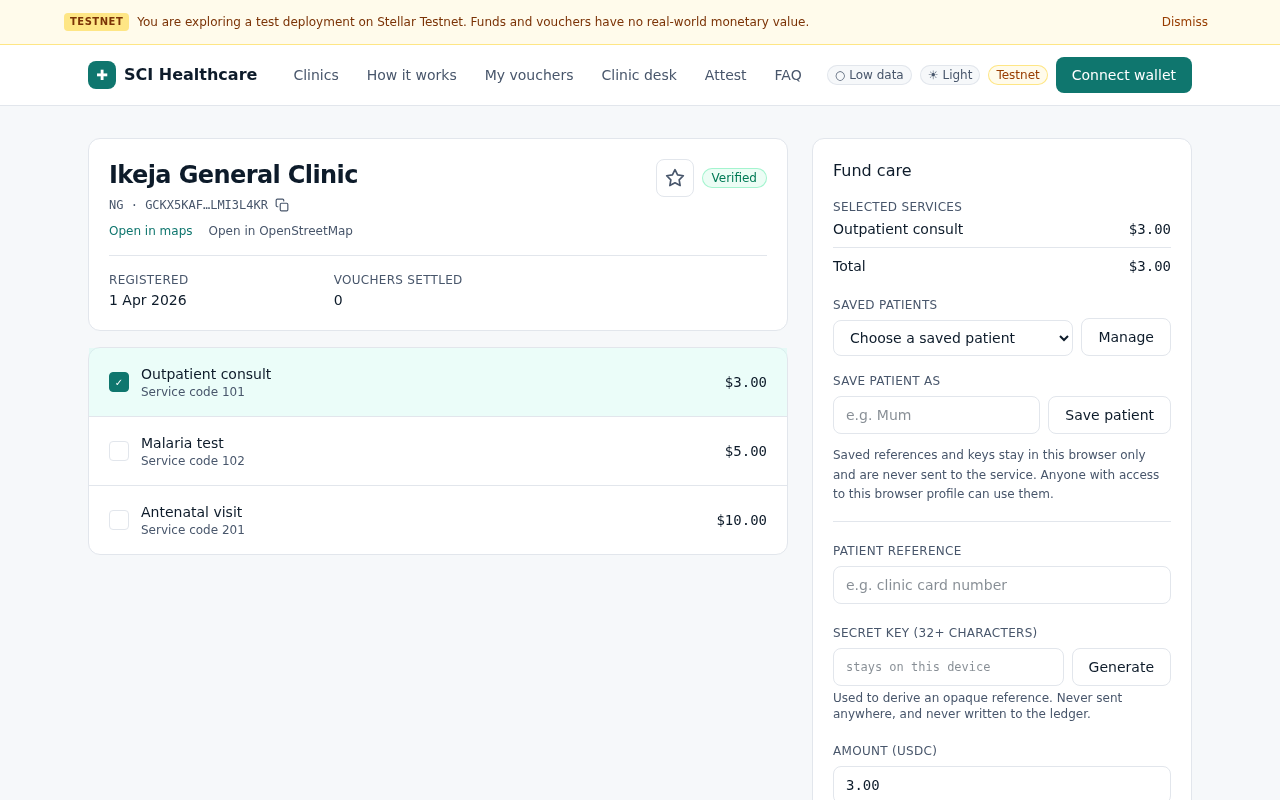 TESTNET You are exploring a test deployment on Stellar Testnet. Funds and vouchers have no real-world monetary value. Dismiss
SCI Healthcare Clinics How it works My vouchers Clinic desk Attest FAQ Low data Light Testnet Connect wallet
Ikeja General Clinic
Verified
NG · GCKX5KAF…LMI3L4KR
Open in maps Open in OpenStreetMap
REGISTERED VOUCHERS SETTLED
1 Apr 2026 0
Outpatient consult
Service code 101
$3.00
Malaria test
Service code 102
$5.00
Antenatal visit
Service code 201
$10.00
Fund care
SELECTED SERVICES
Outpatient consult $3.00
Total $3.00
SAVED PATIENTS
Choose a saved patient Manage
SAVE PATIENT AS
e.g. Mum Save patient
Saved references and keys stay in this browser only
and are never sent to the service. Anyone with access
to this browser profile can use them.
PATIENT REFERENCE
e.g. clinic card number
SECRET KEY (32+ CHARACTERS)
stays on this device Generate
Used to derive an opaque reference. Never sent
anywhere, and never written to the ledger.
AMOUNT (USDC)
3.00